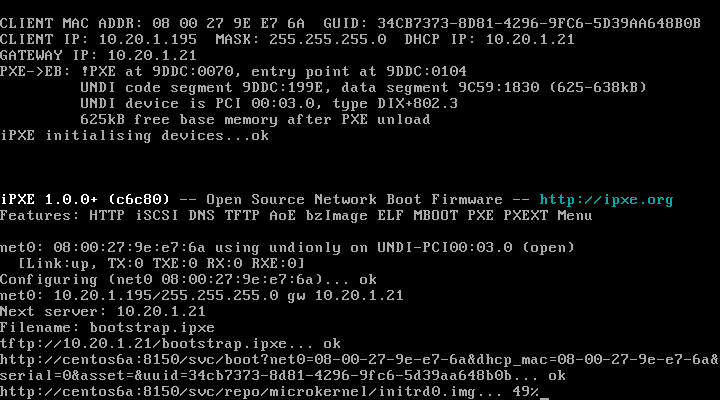 CLIENT MAC ADDR: 08 00 27 9E E7 6A  GUID: 34CB7373-8D81-4296-9FC6-5D39AA648B0B
CLIENT IP: 10.20.1.195  MASK: 255.255.255.0  DHCP IP: 10.20.1.21
GATEWAY IP: 10.20.1.21
PXE->EB: !PXE at 9DDC:0070, entry point at 9DDC:0104
         UNDI code segment 9DDC:199E, data segment 9C59:1830 (625-638kB)
         UNDI device is PCI 00:03.0, type DIX+802.3
         625kB free base memory after PXE unload
iPXE initialising devices...ok
iPXE 1.0.0+ (c6c80) -- Open Source Network Boot Firmware -- http://ipxe.org
Features: HTTP iSCSI DNS TFTP AoE bzImage ELF MBOOT PXE PXEXT Menu
net0: 08:00:27:9e:e7:6a using undionly on UNDI-PCI00:03.0 (open)
  [Link:up, TX:0 TXE:0 RX:0 RXE:0]
Configuring (net0 08:00:27:9e:e7:6a)... ok
net0: 10.20.1.195/255.255.255.0 gw 10.20.1.21
Next server: 10.20.1.21
Filename: bootstrap.ipxe
tftp://10.20.1.21/bootstrap.ipxe... ok
http://centos6a:8150/svc/boot?net0=08-00-27-9e-e7-6a&dhcp_mac=08-00-27-9e-e7-6a&
serial=0&asset=&uuid=34cb7373-8d81-4296-9fc6-5d39aa648b0b... ok
http://centos6a:8150/svc/repo/microkernel/initrd0.img... 49%